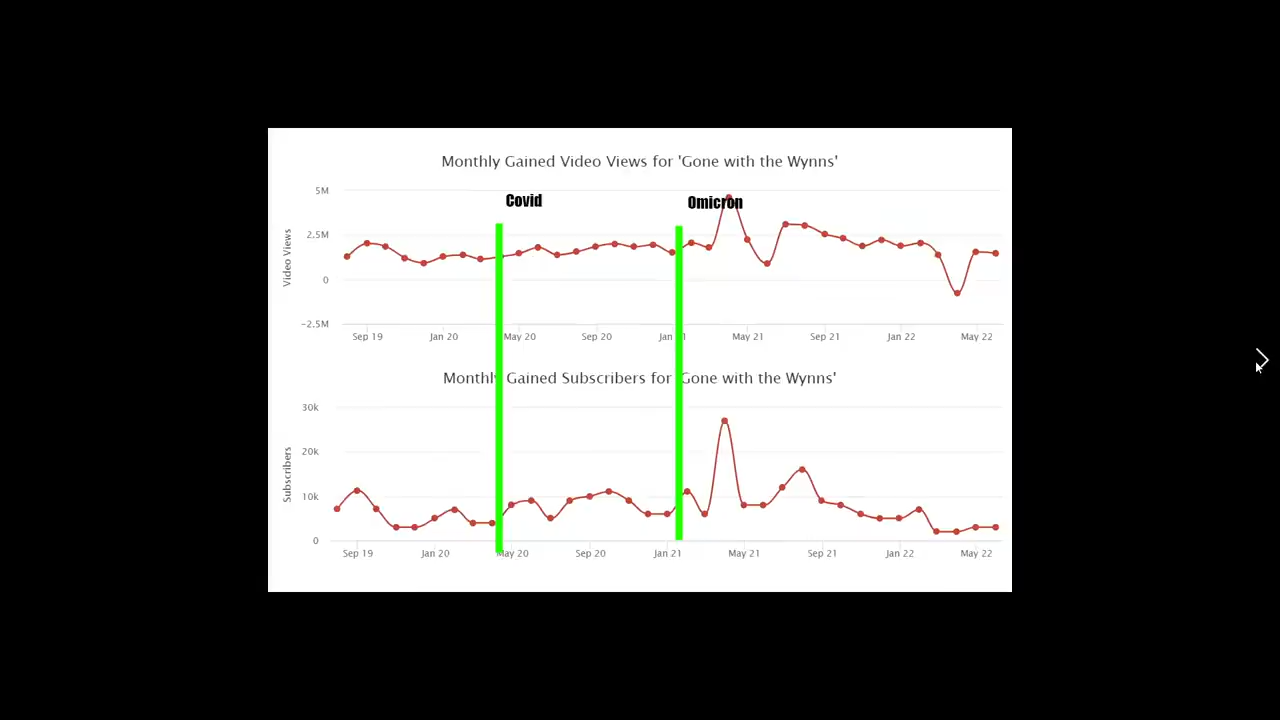 Monthly Gained Video Views for 'Gone with the Wynns'
5M
Covid
Omicron
2.5M
Video Views
0
−2.5M
Sep 19 Jan 20 May 20 Sep 20 Jan 21 May 21 Sep 21 Jan 22 May 22
Monthly Gained Subscribers for 'Gone with the Wynns'
30k
20k
Subscribers
10k
0
Sep 19 Jan 20 May 20 Sep 20 Jan 21 May 21 Sep 21 Jan 22 May 22